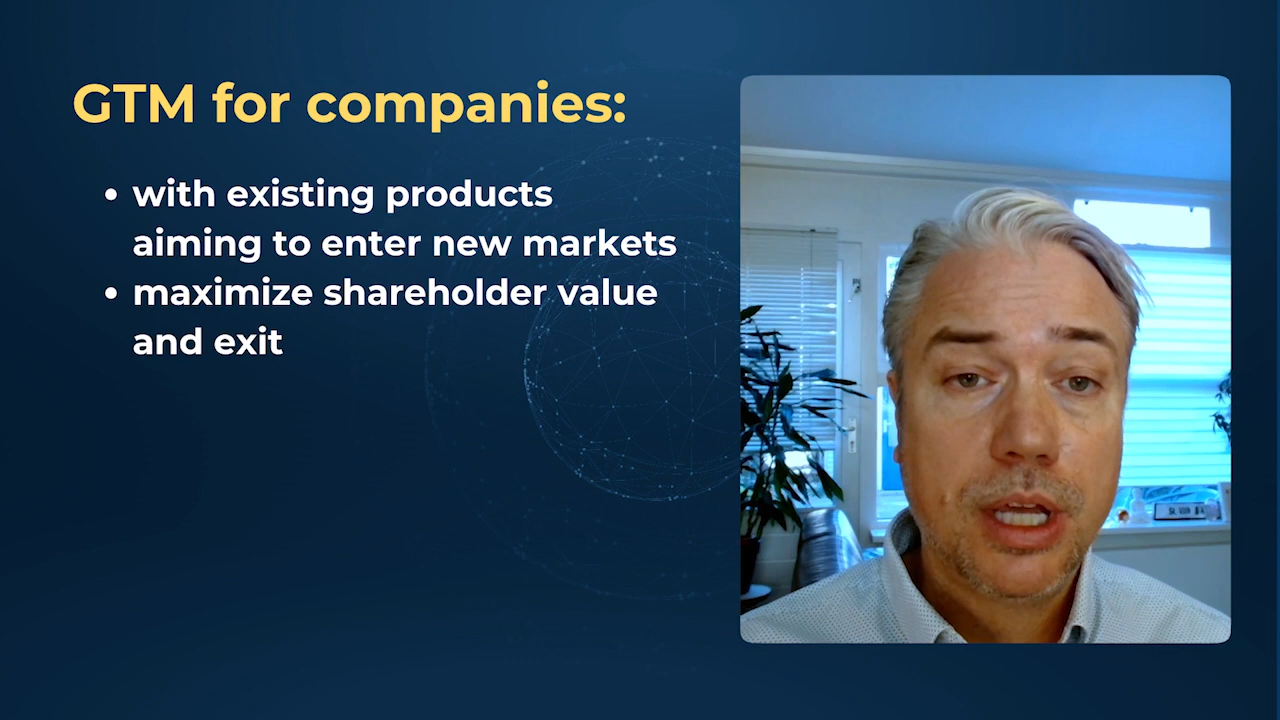 GTM for companies:
• with existing products
aiming to enter new markets
• maximize shareholder value
and exit